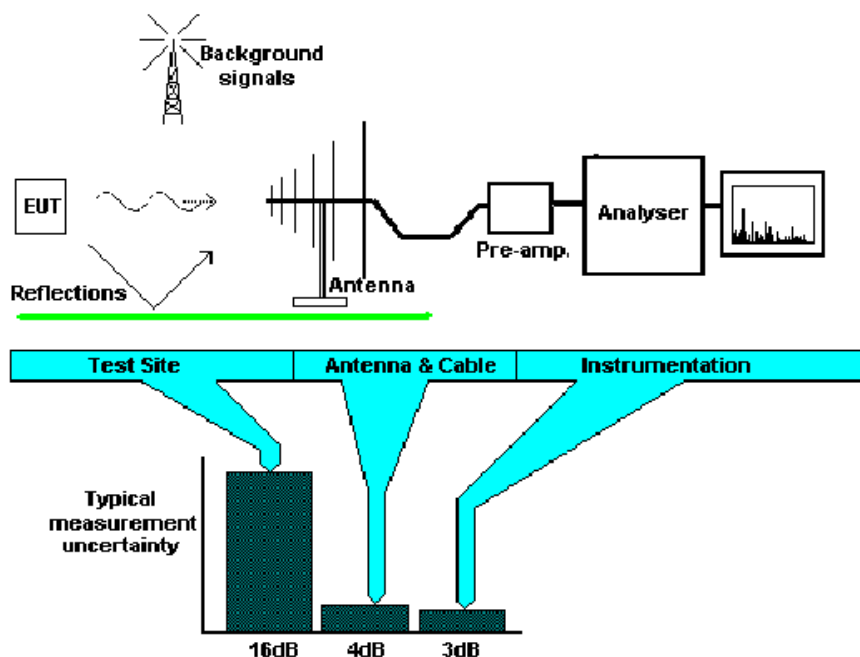 Background
signals
EUT
Analyser
Pre-amp.
Reflections
Antenna
Test Site
Antenna & Cable
Instrumentation
Typical
measurement
uncertainty
16dB
4dB
3dB